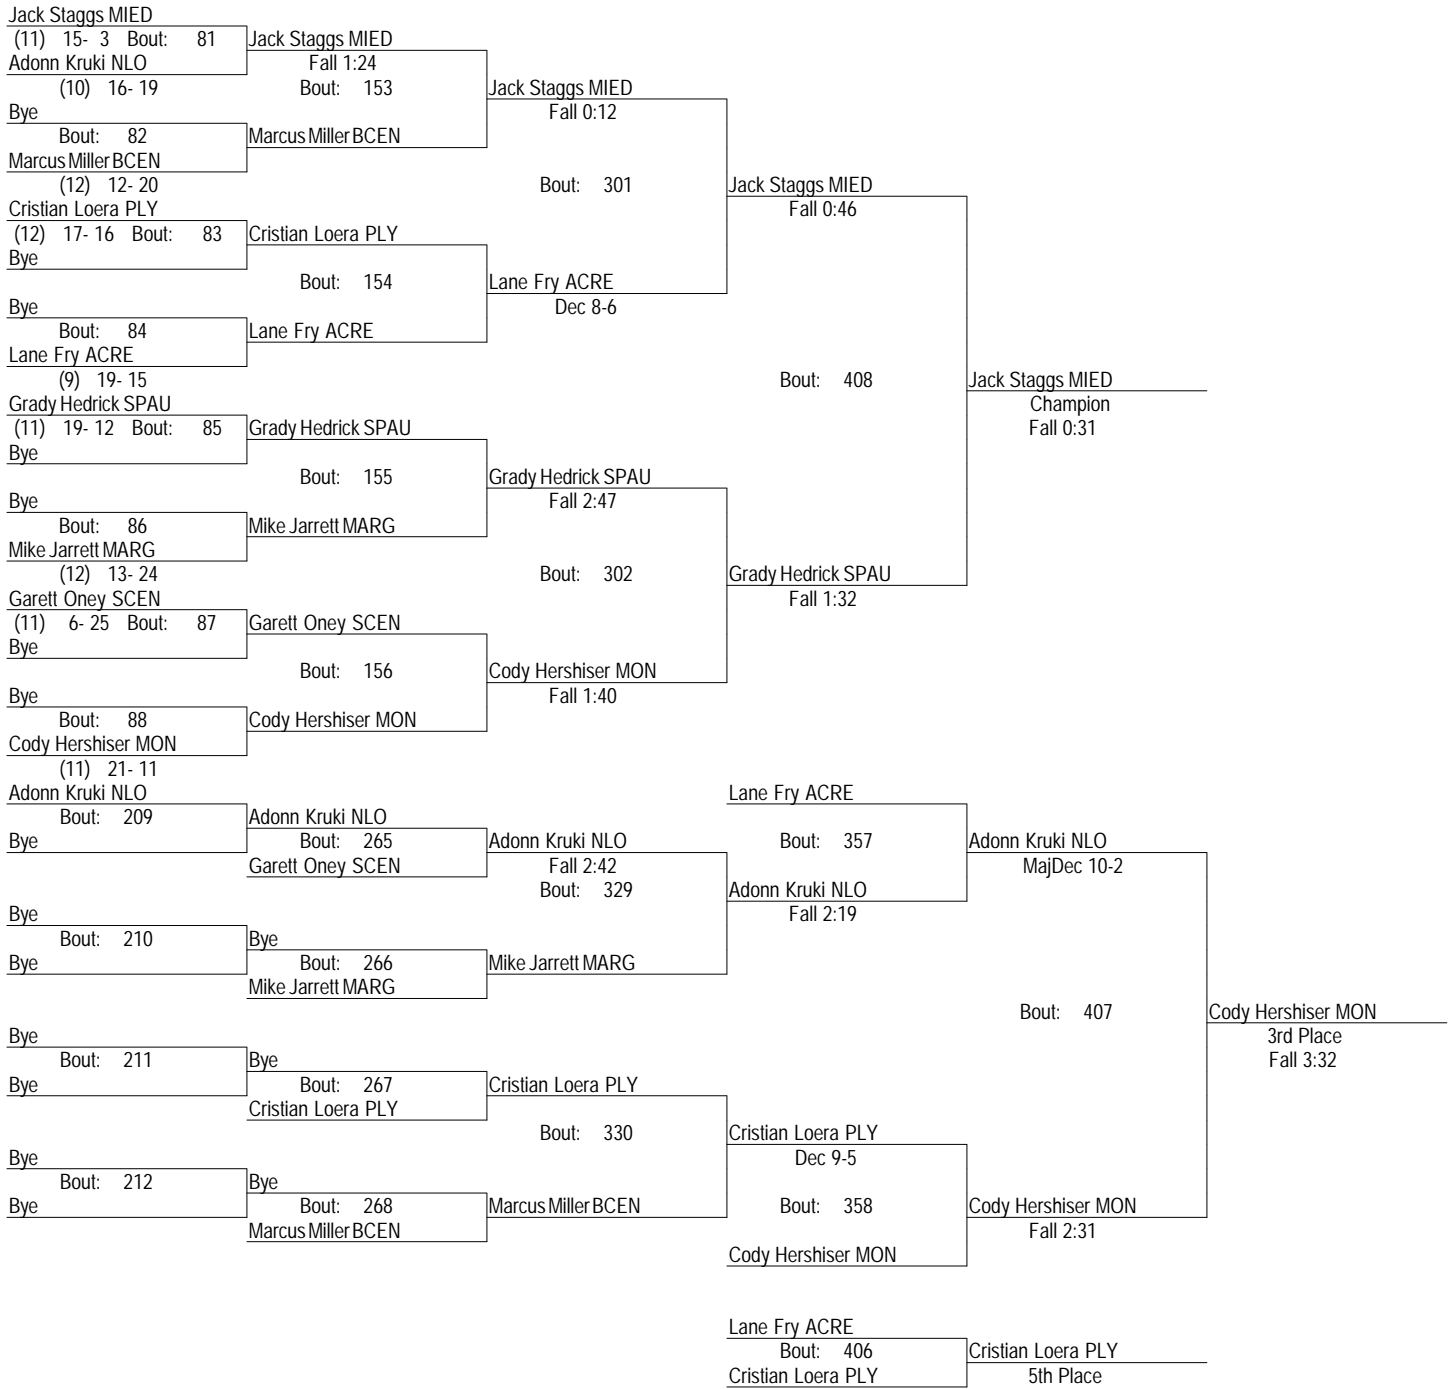 Jack Staggs MIED
(11) 15- 3 Bout: 81 Jack Staggs MIED
Adonn Kruki NLO Fall 1:24
(10) 16- 19 Bout: 153 Jack Staggs MIED
Bye Fall 0:12
Bout: 82 Marcus Miller BCEN
Marcus Miller BCEN
(12) 12- 20 Bout: 301 Jack Staggs MIED
Cristian Loera PLY Fall 0:46
(12) 17- 16 Bout: 83 Cristian Loera PLY
Bye
Bout: 154 Lane Fry ACRE
Bye Dec 8-6
Bout: 84 Lane Fry ACRE
Lane Fry ACRE
(9) 19- 15 Bout: 408 Jack Staggs MIED
Grady Hedrick SPAU Champion
(11) 19- 12 Bout: 85 Grady Hedrick SPAU Fall 0:31
Bye
Bout: 155 Grady Hedrick SPAU
Bye Fall 2:47
Bout: 86 Mike Jarrett MARG
Mike Jarrett MARG
(12) 13- 24 Bout: 302 Grady Hedrick SPAU
Garett Oney SCEN Fall 1:32
(11) 6- 25 Bout: 87 Garett Oney SCEN
Bye
Bout: 156 Cody Hershiser MON
Bye Fall 1:40
Bout: 88 Cody Hershiser MON
Cody Hershiser MON
(11) 21- 11
Adonn Kruki NLO Lane Fry ACRE
Bout: 209 Adonn Kruki NLO
Bye Bout: 265 Adonn Kruki NLO Bout: 357 Adonn Kruki NLO
Garett Oney SCEN Fall 2:42 MajDec 10-2
Bout: 329 Adonn Kruki NLO
Bye Fall 2:19
Bout: 210 Bye
Bye Bout: 266 Mike Jarrett MARG
Mike Jarrett MARG
Bout: 407 Cody Hershiser MON
Bye 3rd Place
Bout: 211 Bye Fall 3:32
Bye Bout: 267 Cristian Loera PLY
Cristian Loera PLY
Bout: 330 Cristian Loera PLY
Bye Dec 9-5
Bout: 212 Bye
Bye Bout: 268 Marcus Miller BCEN Bout: 358 Cody Hershiser MON
Marcus Miller BCEN Fall 2:31
Cody Hershiser MON
Lane Fry ACRE
Bout: 406 Cristian Loera PLY
Cristian Loera PLY 5th Place